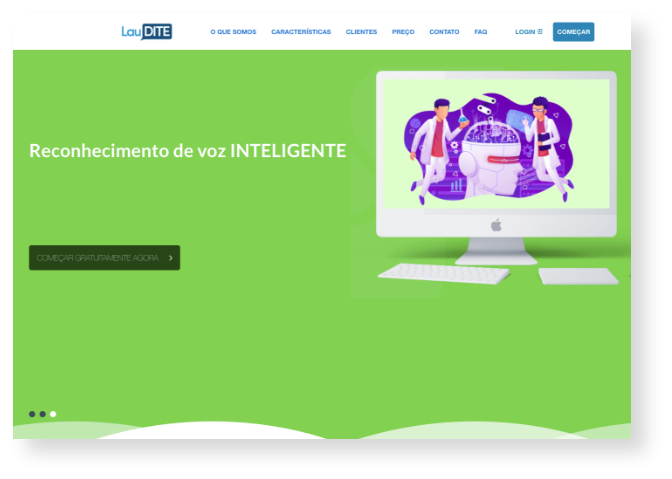 LauDITE
O QUE SOMOS CARACTERÍSTICAS CLIENTES PREÇO CONTATO FAQ LOGIN COMEÇAR
Reconhecimento de voz INTELIGENTE
COMEÇAR GRATUITAMENTE AGORA